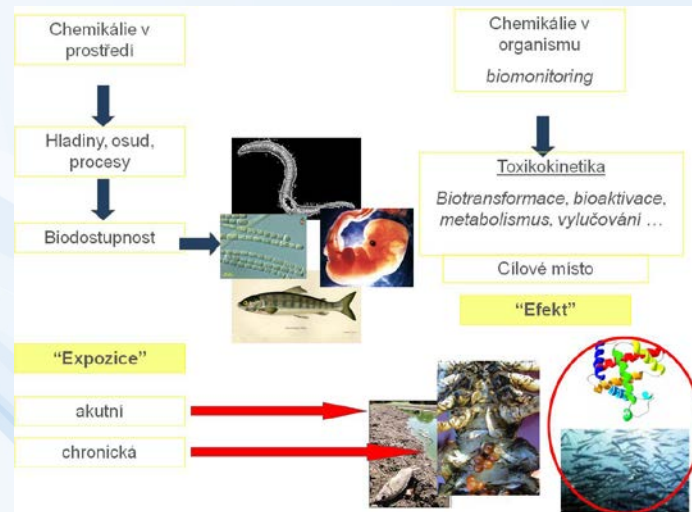 Chemikálie v
prostředí
Hladiny, osud,
procesy
Biodostupnost
"Expozice"
akutní
chronická
Chemikálie v
organismu
biomonitoring
Toxikokinetika
Biotransformace, bioaktivace,
metabolismus, vylučování ...
Cílové místo
"Efekt"